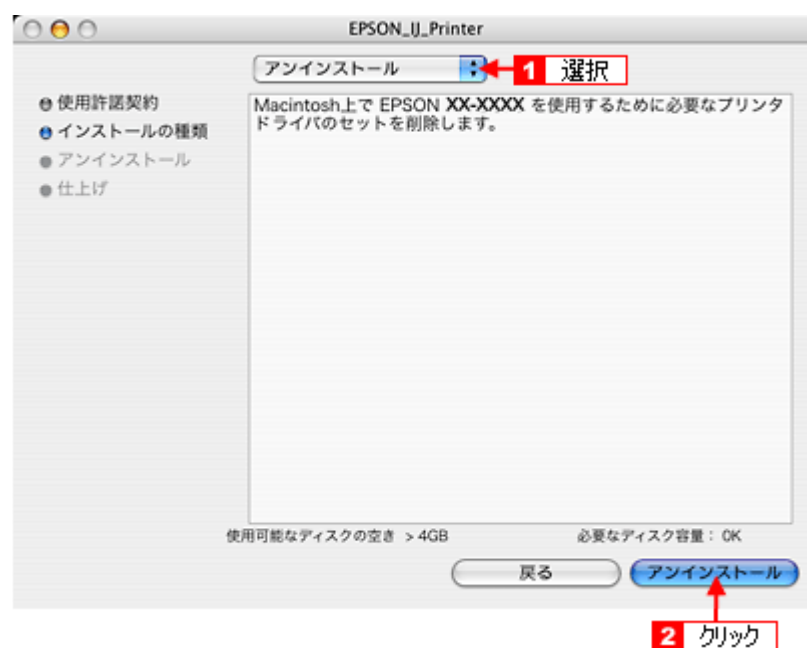 EPSON_IJ_Printer
アンインストール
1 選択
使用許諾契約
インストールの種類
アンインストール
仕上げ
Macintosh上で EPSON XX-XXXX を使用するために必要なプリンタ
ドライバのセットを削除します。
使用可能なディスクの空き > 4GB
必要なディスク容量： 0K
戻る
アンインストール
2 クリック